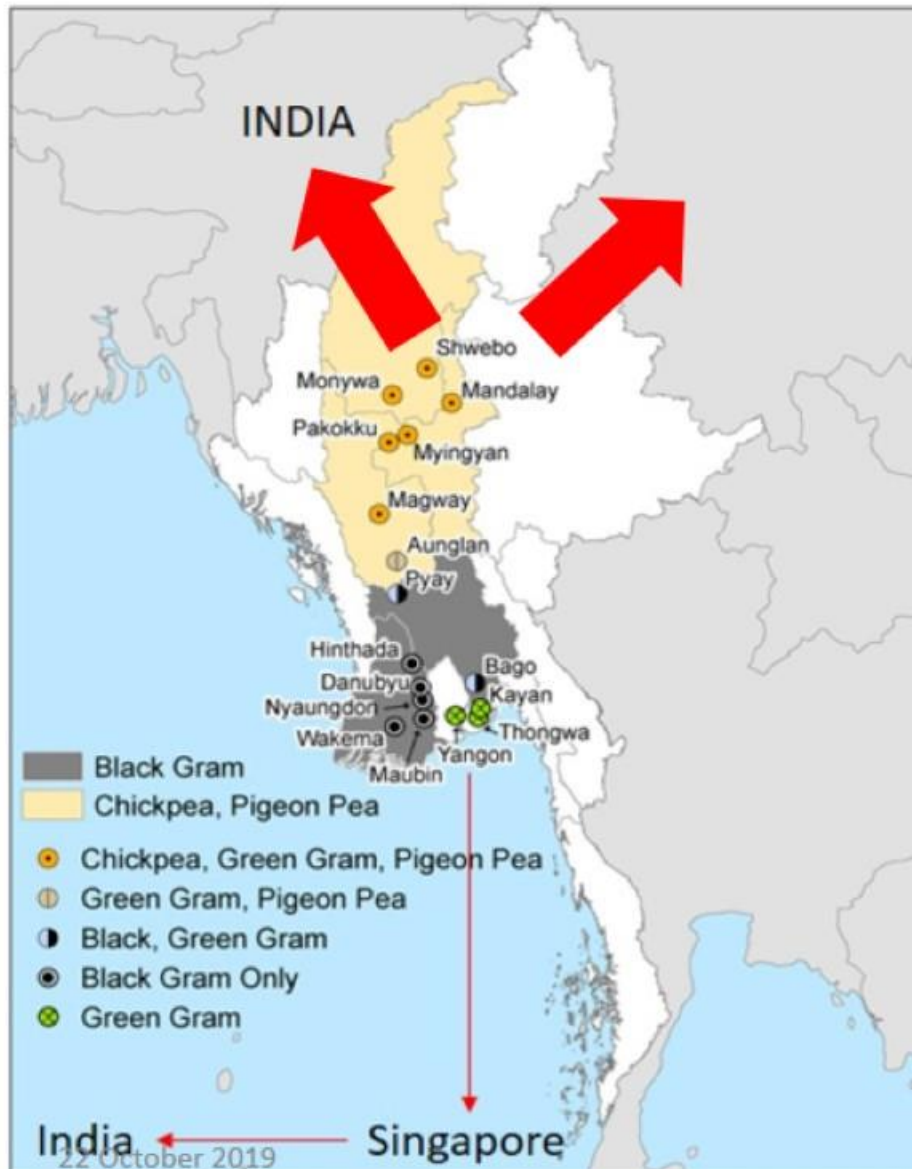 INDIA
Shwebo
Monywa
Mandalay
Pakokku
Myingyan
Magway
Aunglan
Pyay
Hinthada
Bago
Danubyu
Kayan
Nyaungdon
Thongwa
Wakema
Yangon
Maubin
Black Gram
Chickpea, Pigeon Pea
Chickpea, Green Gram, Pigeon Pea
Green Gram, Pigeon Pea
Black, Green Gram
Black Gram Only
Green Gram
India
Singapore
22 October 2019